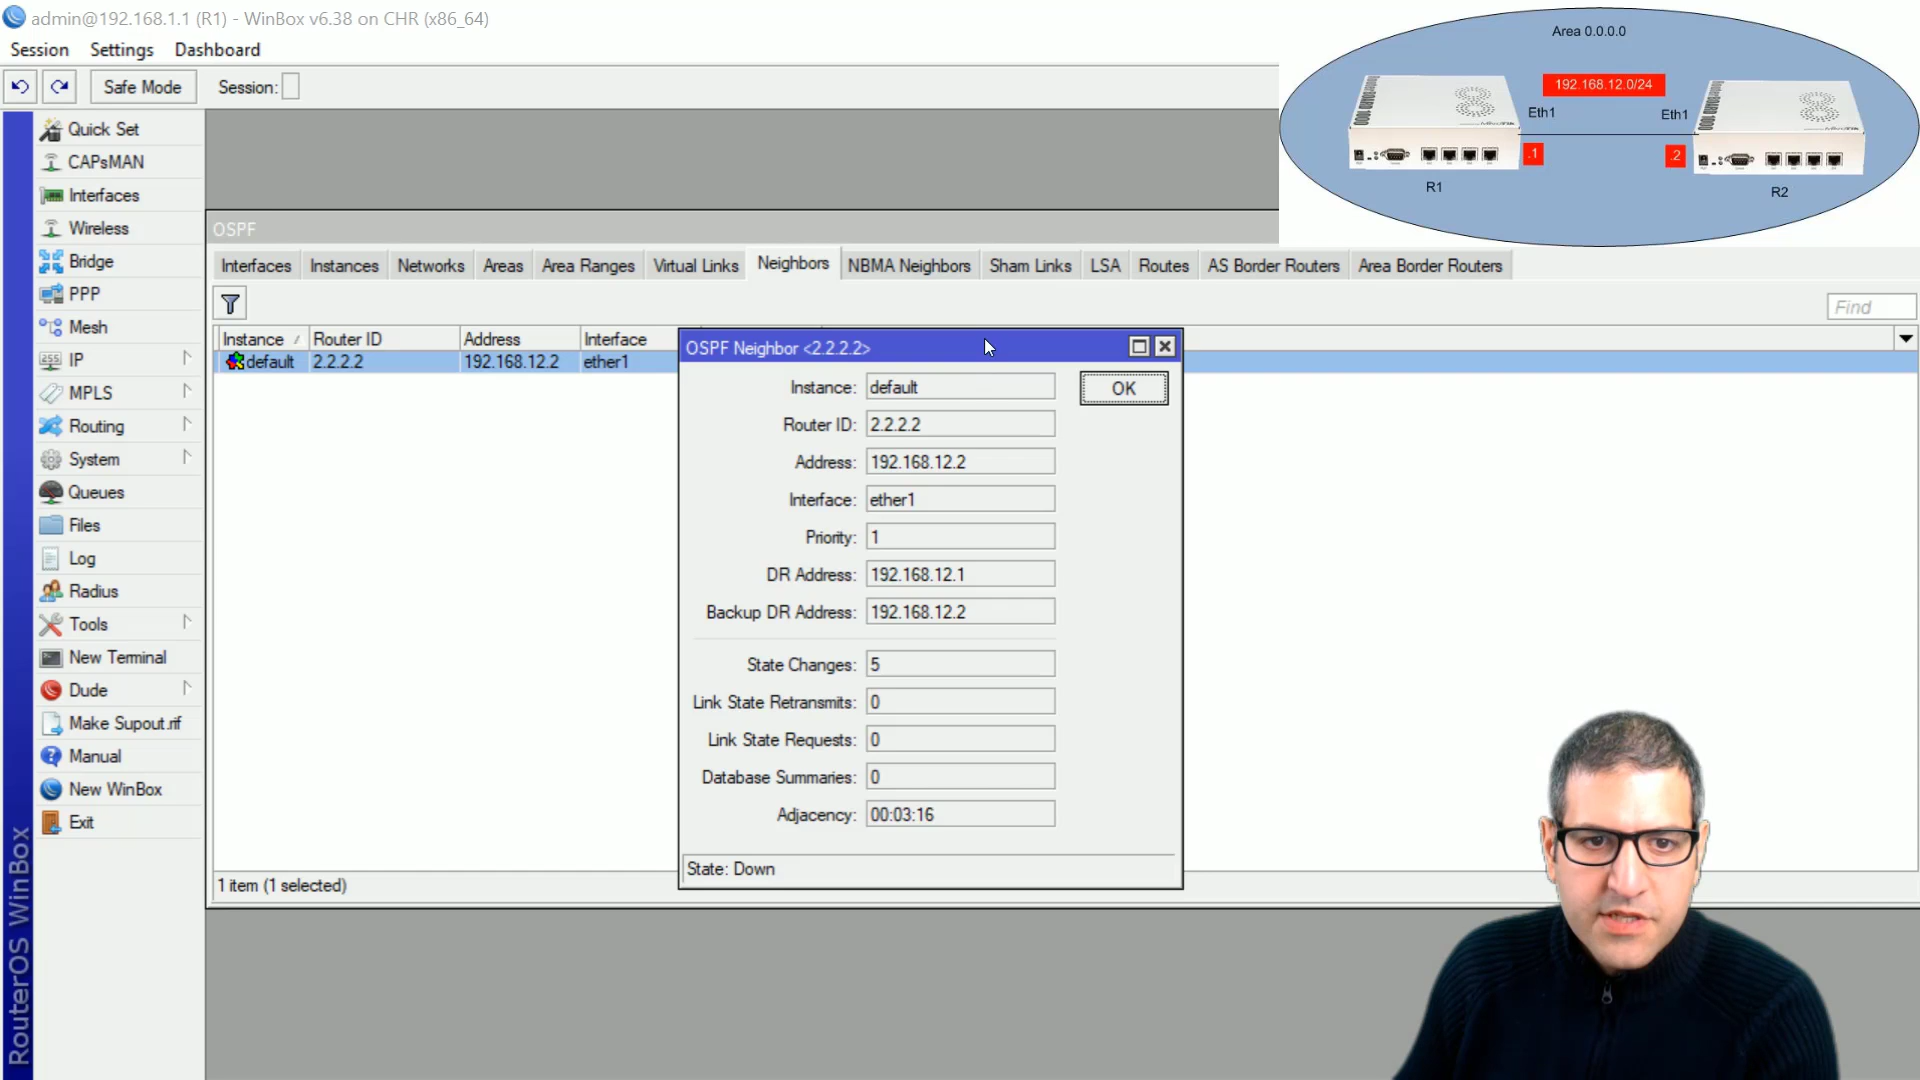 admin@192.168.1.1 (R1) - WinBox v6.38 on CHR (x86_64)
Session Settings Dashboard
Safe Mode Session:
Area 0.0.0.0
192.168.12.0/24
Eth1 Eth1
.1 .2
R1 R2
Quick Set
CAPsMAN
Interfaces
Wireless
Bridge
PPP
Mesh
IP
MPLS
Routing
System
Queues
Files
Log
Radius
Tools
New Terminal
Dude
Make Supout.rif
Manual
New WinBox
Exit
RouterOS WinBox
OSPF
Interfaces Instances Networks Areas Area Ranges Virtual Links Neighbors NBMA Neighbors Sham Links LSA Routes AS Border Routers Area Border Routers
Find
Instance Router ID Address Interface
default 2.2.2.2 192.168.12.2 ether1
OSPF Neighbor <2.2.2.2>
Instance: default OK
Router ID: 2.2.2.2
Address: 192.168.12.2
Interface: ether1
Priority: 1
DR Address: 192.168.12.1
Backup DR Address: 192.168.12.2
State Changes: 5
Link State Retransmits: 0
Link State Requests: 0
Database Summaries: 0
Adjacency: 00:03:16
State: Down
1 item (1 selected)